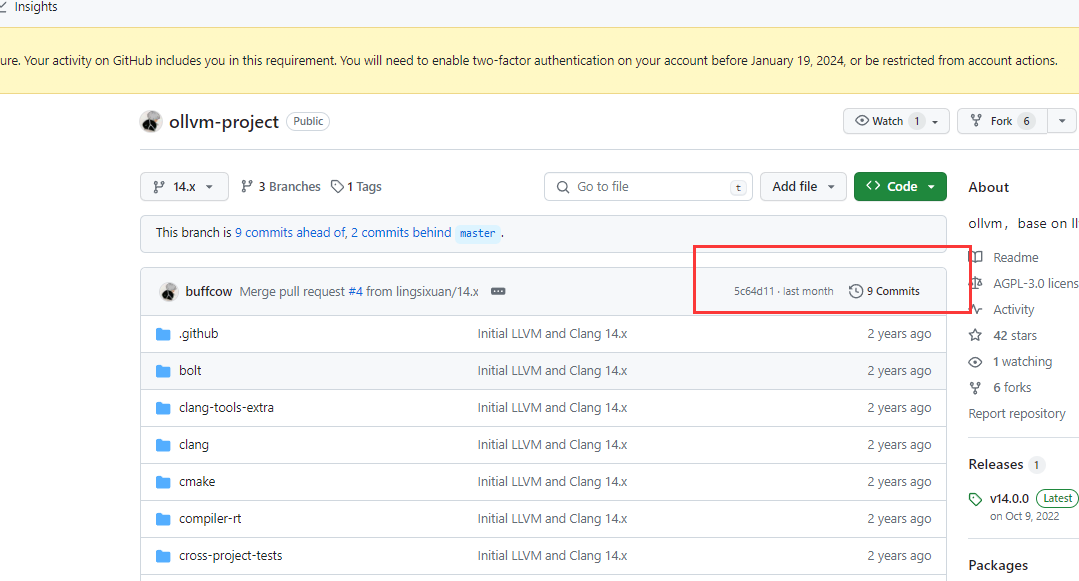 Insights
ure. Your activity on GitHub includes you in this requirement. You will need to enable two-factor authentication on your account before January 19, 2024, or be restricted from account actions.
ollvm-project Public
Watch 1 Fork 6
14.x 3 Branches 1 Tags Go to file t Add file Code
About
This branch is 9 commits ahead of, 2 commits behind master .
ollvm，base on ll
Readme
AGPL-3.0 licens
Activity
42 stars
1 watching
6 forks
Report repository
buffcow Merge pull request #4 from lingsixuan/14.x 5c64d11 · last month 9 Commits
.github Initial LLVM and Clang 14.x 2 years ago
bolt Initial LLVM and Clang 14.x 2 years ago
clang-tools-extra Initial LLVM and Clang 14.x 2 years ago
clang Initial LLVM and Clang 14.x 2 years ago
cmake Initial LLVM and Clang 14.x 2 years ago
compiler-rt Initial LLVM and Clang 14.x 2 years ago
cross-project-tests Initial LLVM and Clang 14.x 2 years ago
Releases 1
v14.0.0 Latest
on Oct 9, 2022
Packages